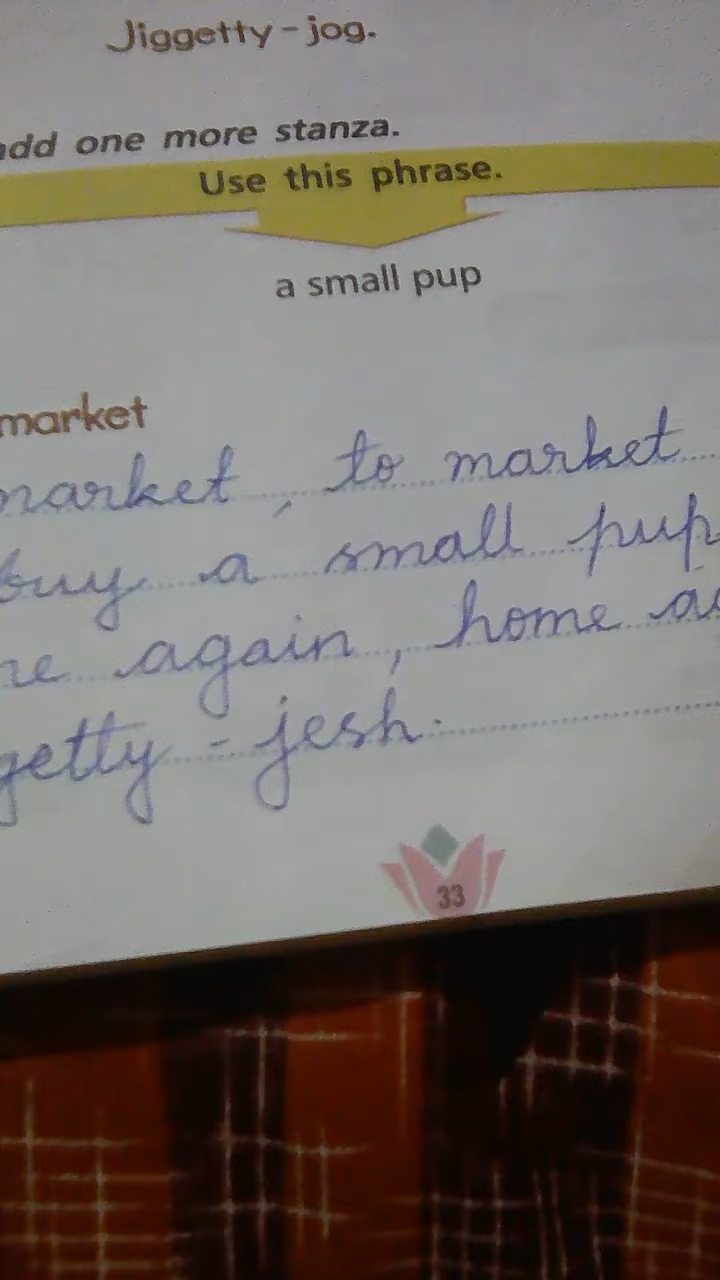 Jiggetty-jog.
add one more stanza.
Use this phrase.
a small pup
market
market, to market
buy a small pup
again, home
getty-jesh.
33